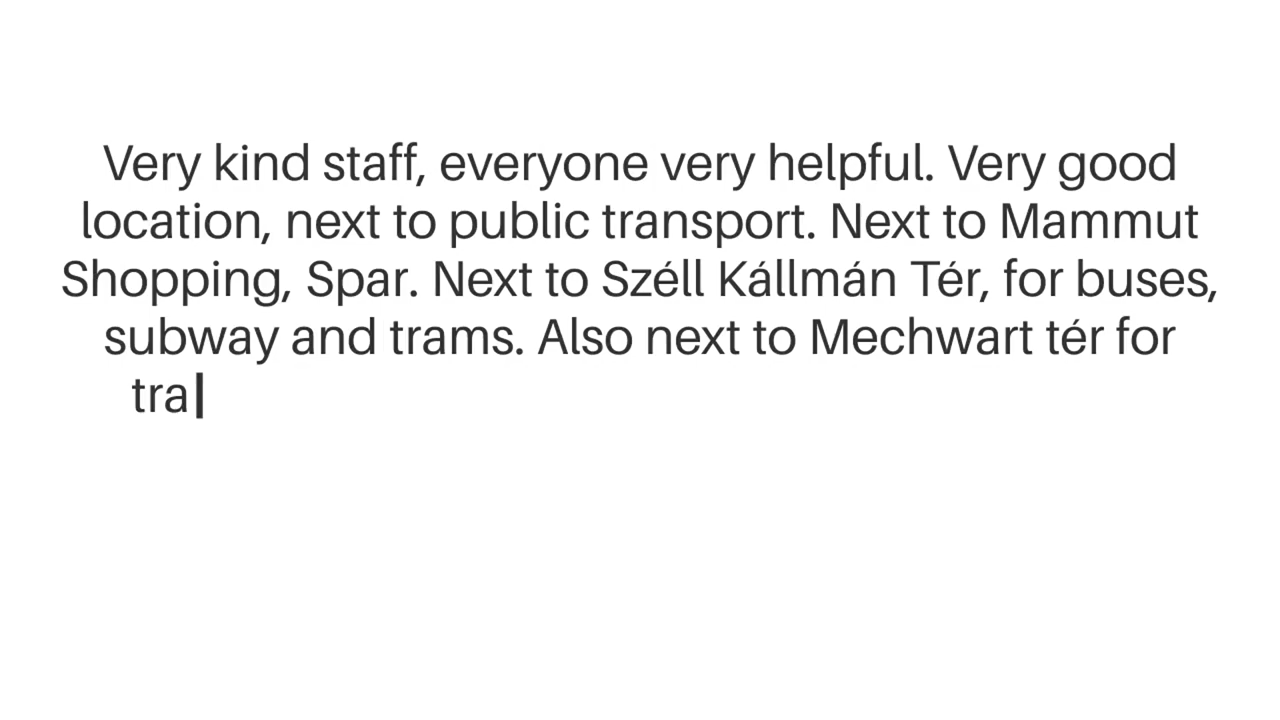 Very kind staff, everyone very helpful. Very good
location, next to public transport. Next to Mammut
Shopping, Spar. Next to Széll Kállmán Tér, for buses,
subway and trams. Also next to Mechwart tér for
tra